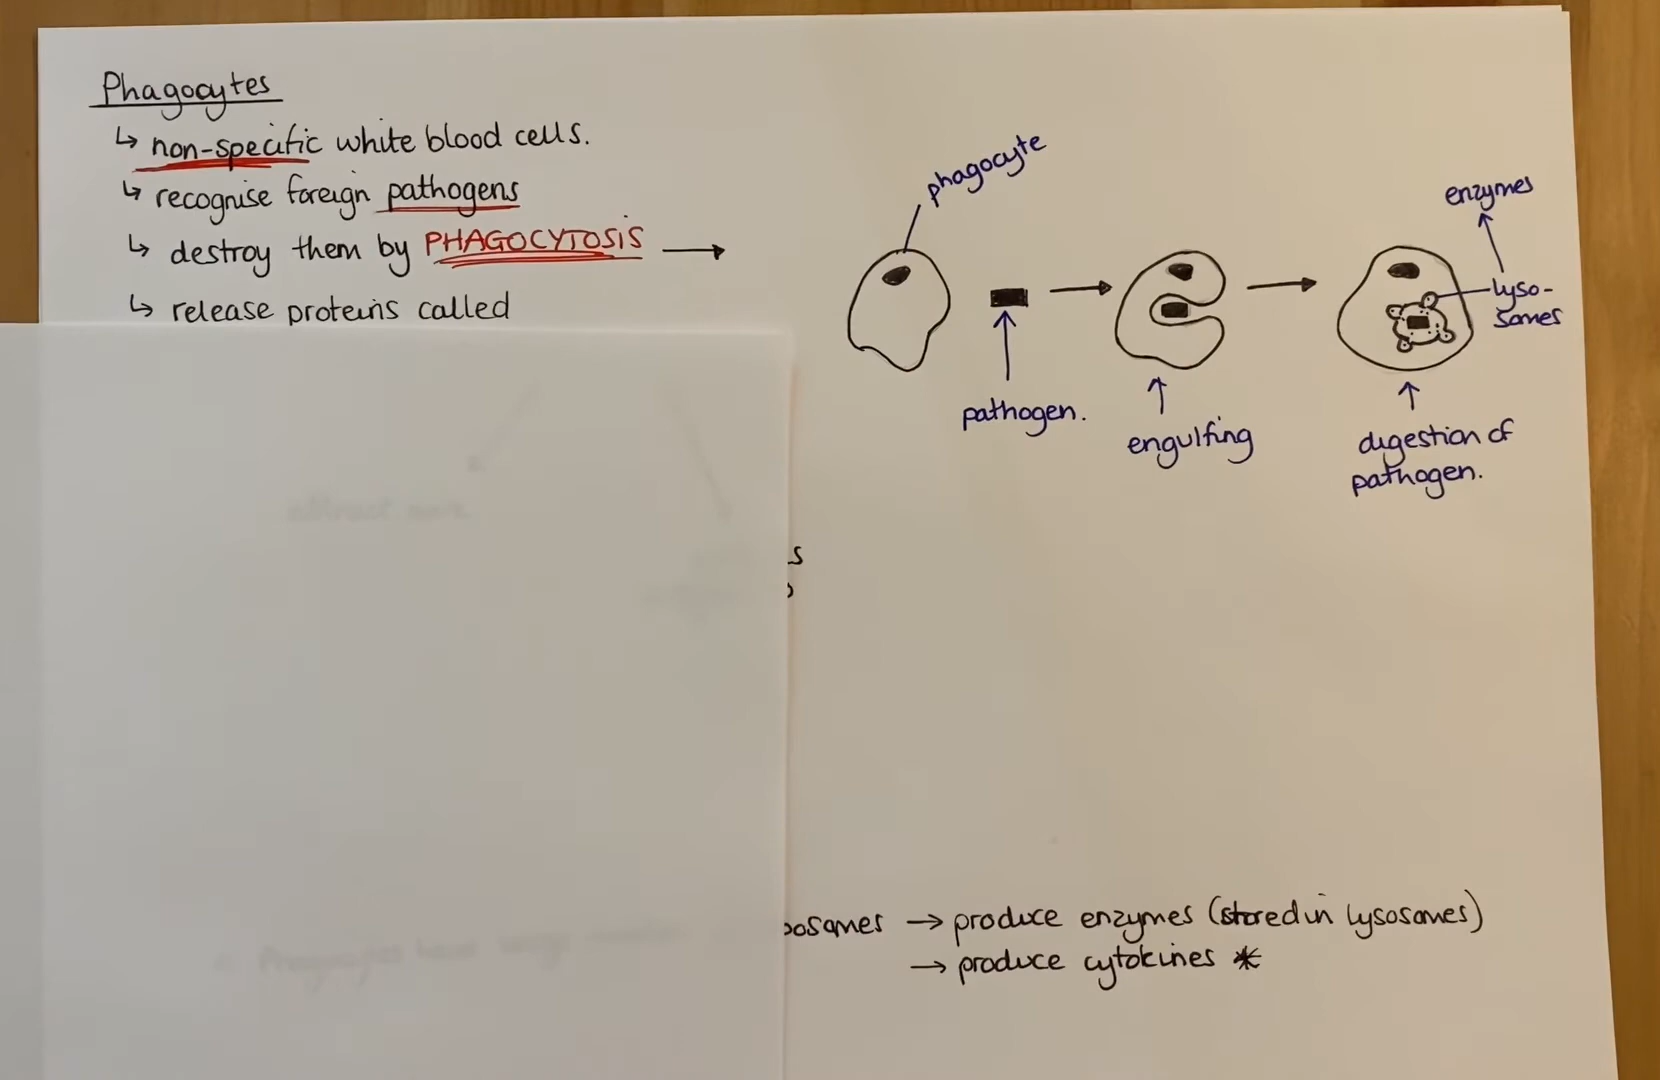 Phagocytes
↳ non-specific white blood cells.
↳ recognise foreign pathogens
↳ destroy them by PHAGOCYTOSIS →
↳ release proteins called
phagocyte
pathogen.
engulfing
enzymes
lyso-
somes
digestion of
pathogen.
s
osomes → produce enzymes (stored in lysosomes)
→ produce cytokines *